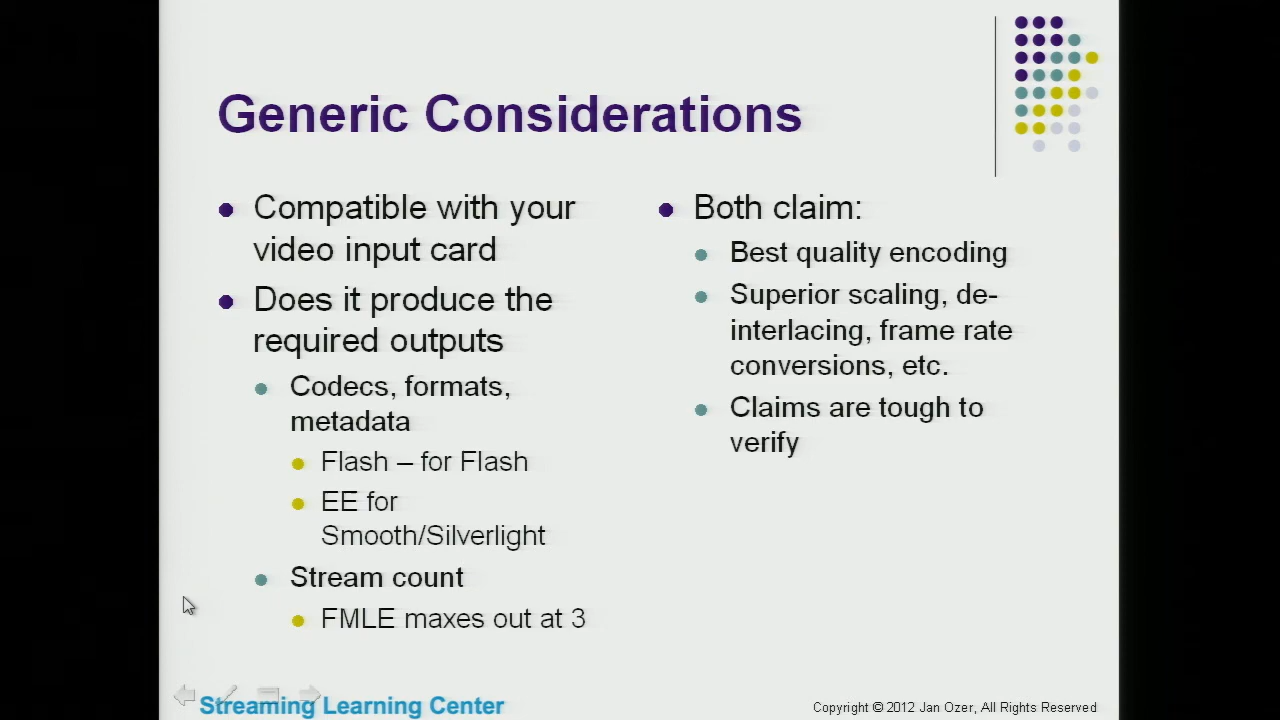 Generic Considerations
Compatible with your
video input card
Does it produce the
required outputs
Codecs, formats,
metadata
Flash – for Flash
EE for
Smooth/Silverlight
Stream count
FMLE maxes out at 3
Both claim:
Best quality encoding
Superior scaling, de-
interlacing, frame rate
conversions, etc.
Claims are tough to
verify
Streaming Learning Center
Copyright © 2012 Jan Ozer, All Rights Reserved